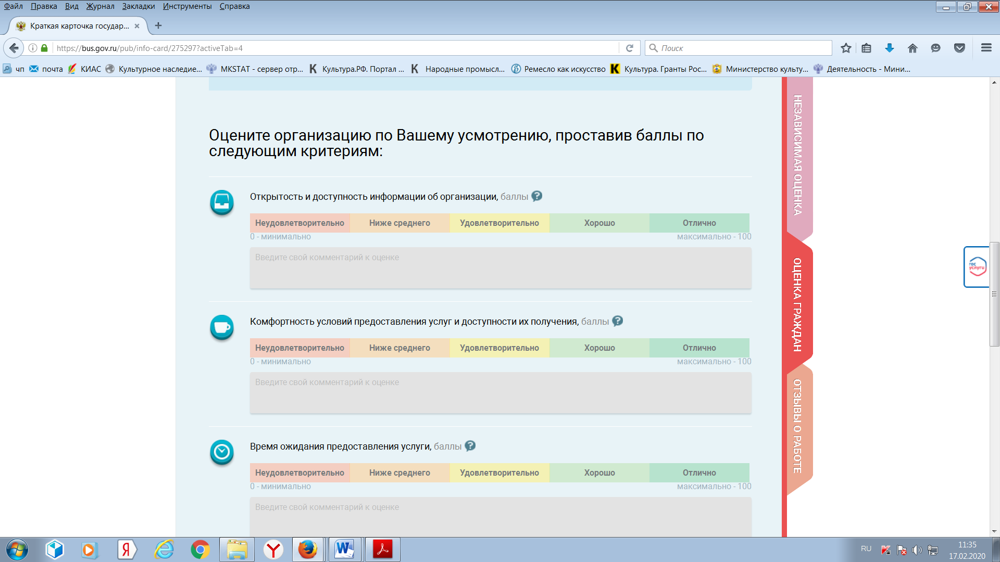 Файл Правка Вид Журнал Закладки Инструменты Справка
Краткая карточка государ...
https://bus.gov.ru/pub/info-card/275297?activeTab=4
Поиск
чп почта КИАС Культурное наследие... MKSTAT - сервер отр... Культура.РФ. Портал ... Народные промысл... Ремесло как искусство Культура. Гранты Рос... Министерство культу... Деятельность - Мини...
Оцените организацию по Вашему усмотрению, проставив баллы по
следующим критериям:
Открытость и доступность информации об организации, баллы ?
Неудовлетворительно Ниже среднего Удовлетворительно Хорошо Отлично
0 - минимально максимально - 100
Введите свой комментарий к оценке
Комфортность условий предоставления услуг и доступности их получения, баллы ?
Неудовлетворительно Ниже среднего Удовлетворительно Хорошо Отлично
0 - минимально максимально - 100
Введите свой комментарий к оценке
Время ожидания предоставления услуги, баллы ?
Неудовлетворительно Ниже среднего Удовлетворительно Хорошо Отлично
0 - минимально максимально - 100
Введите свой комментарий к оценке
НЕЗАВИСИМАЯ ОЦЕНКА
ОЦЕНКА ГРАЖДАН
ОТЗЫВЫ О РАБОТЕ
гос
услуги
RU
11:35
17.02.2020